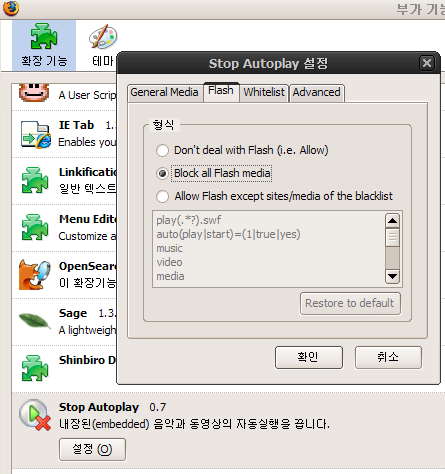 부가 기능
확장 기능
테마
A User Scrip
IE Tab 1.
Enables you
Linkification
일반 텍스트
Menu Edito
Customize a
OpenSearc
이 확장기능
Sage 1.3.
A lightweigh
Shinbiro D
Stop Autoplay 0.7
내장된(embedded) 음악과 동영상의 자동실행을 끕니다.
설정 (O)
Stop Autoplay 설정
General Media
Flash
Whitelist
Advanced
형식
Don't deal with Flash (i.e. Allow)
Block all Flash media
Allow Flash except sites/media of the blacklist
play(.*?).swf
auto(play|start)=(1|true|yes)
music
video
media
Restore to default
확인
취소